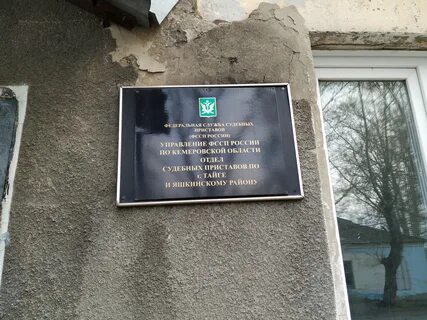 ФЕДЕРАЛЬНАЯ СЛУЖБА СУДЕБНЫХ
ПРИСТАВОВ
(ФССП РОССИИ)
УПРАВЛЕНИЕ ФССП РОССИИ
ПО КЕМЕРОВСКОЙ ОБЛАСТИ
ОТДЕЛ
СУДЕБНЫХ ПРИСТАВОВ ПО
г. ТАЙГЕ
И ЯШКИНСКОМУ РАЙОНУ